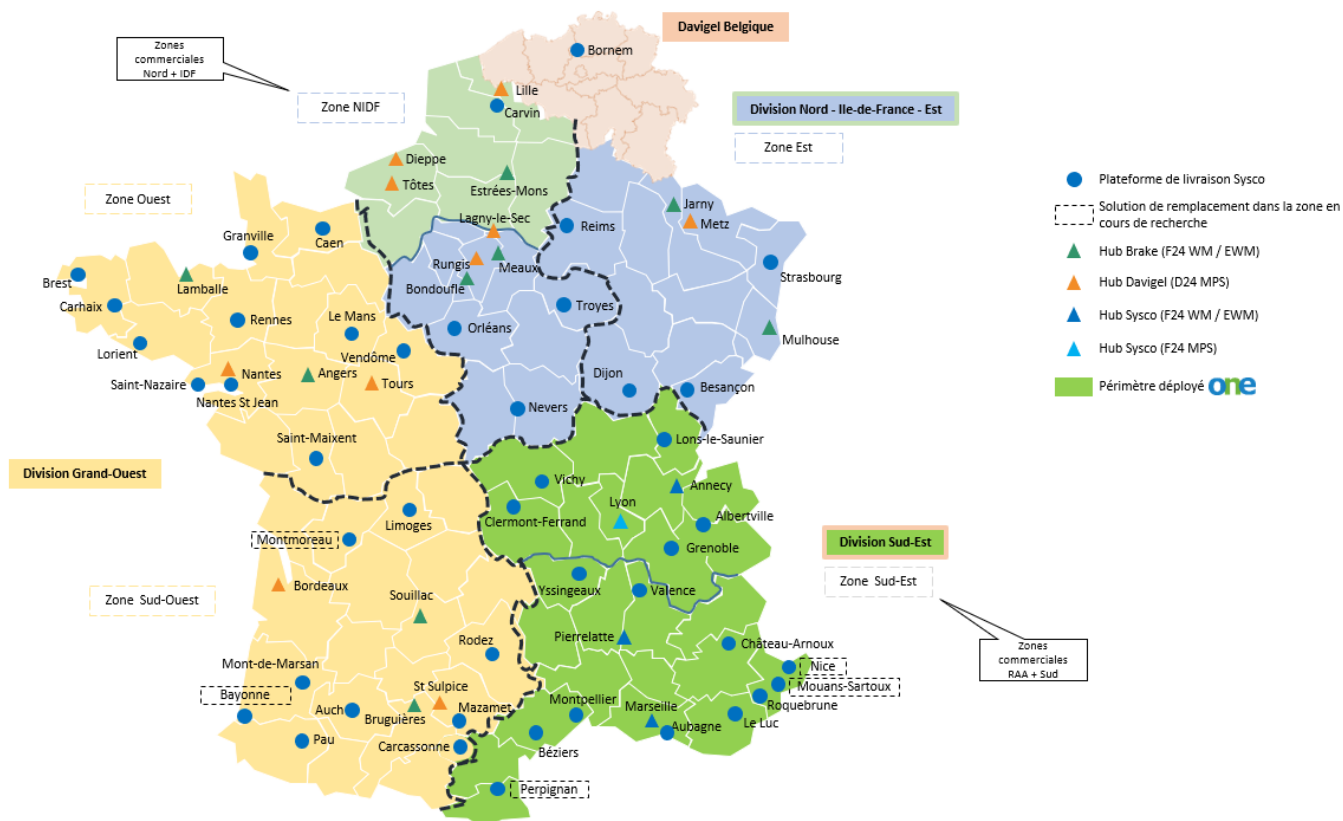 Davigel Belgique
Zones
commerciales
Nord + IDF
Bornem
Zone NIDF
Lille
Carvin
Division Nord - Ile-de-France - Est
Zone Est
Dieppe
Tôtes
Estrées-Mons
Zone Ouest
Jarny
Metz
Lagny-le-Sec
Reims
Granville
Caen
Rungis
Meaux
Bondoufle
Strasbourg
Brest
Lamballe
Carhaix
Rennes
Le Mans
Orléans
Troyes
Mulhouse
Lorient
Vendôme
Nantes
Angers
Tours
Saint-Nazaire
Nantes St Jean
Dijon
Besançon
Nevers
Saint-Maixent
Lons-le-Saunier
Division Grand-Ouest
Vichy
Annecy
Lyon
Limoges
Clermont-Ferrand
Albertville
Montmoreau
Grenoble
Division Sud-Est
Zone Sud-Est
Bordeaux
Yssingeaux
Valence
Zone Sud-Ouest
Souillac
Pierrelatte
Château-Arnoux
Rodez
Zones
commerciales
RAA + Sud
Mont-de-Marsan
Nice
Bayonne
St Sulpice
Mouans-Sartoux
Montpellier
Marseille
Roquebrune
Auch
Bruguières
Mazamet
Aubagne
Le Luc
Pau
Carcassonne
Béziers
Perpignan
Plateforme de livraison Sysco
Solution de remplacement dans la zone en
cours de recherche
Hub Brake (F24 WM / EWM)
Hub Davigel (D24 MPS)
Hub Sysco (F24 WM / EWM)
Hub Sysco (F24 MPS)
Périmètre déployé one